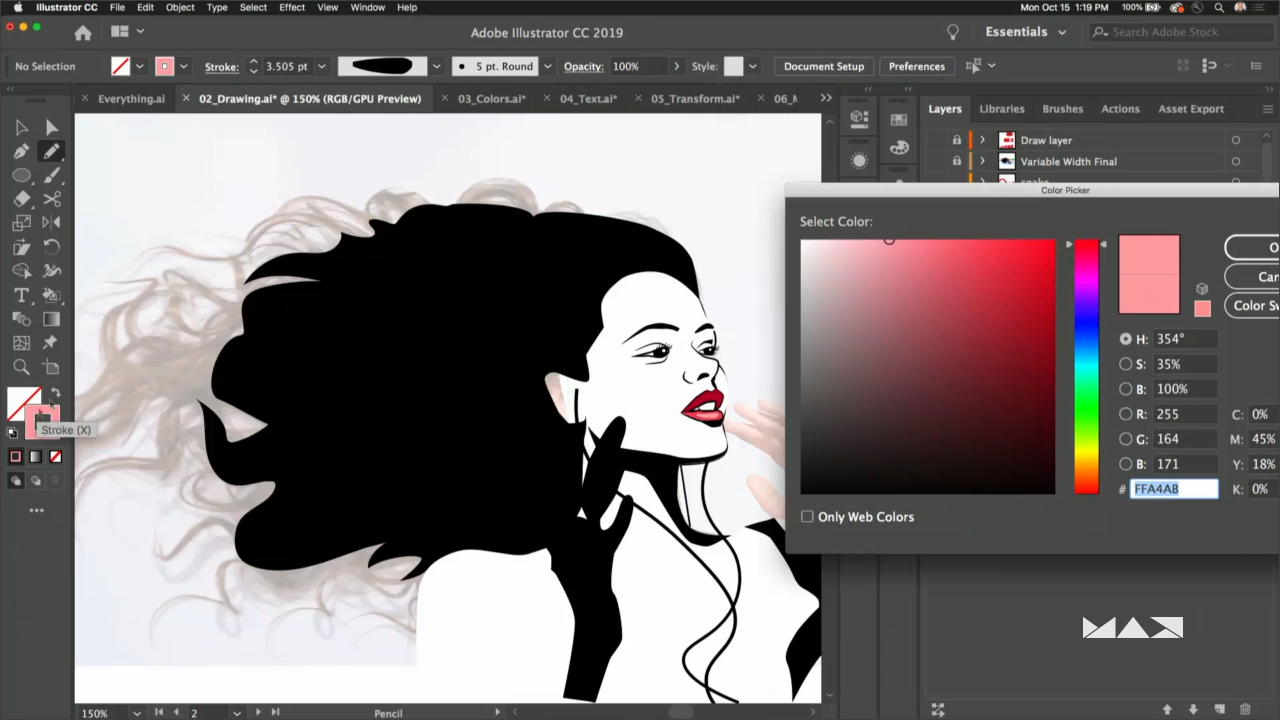 Illustrator CC File Edit Object Type Select Effect View Window Help Mon Oct 15 1:19 PM 100%
Adobe Illustrator CC 2019 Essentials Search Adobe Stock
No Selection Stroke: 3.505 pt 5 pt. Round Opacity: 100% Style: Document Setup Preferences
Everything.ai 02_Drawing.ai* @ 150% (RGB/GPU Preview) 03_Colors.ai* 04_Text.ai* 05_Transform.ai* 06_
Layers Libraries Brushes Actions Asset Export
Draw layer
Variable Width Final
Color Picker
Select Color:
O
Can
Color Sw
H: 354°
S: 35%
B: 100%
R: 255 C: 0%
G: 164 M: 45%
B: 171 Y: 18%
# FFA4AB K: 0%
Only Web Colors
Stroke (X)
MAX
150% 2 Pencil